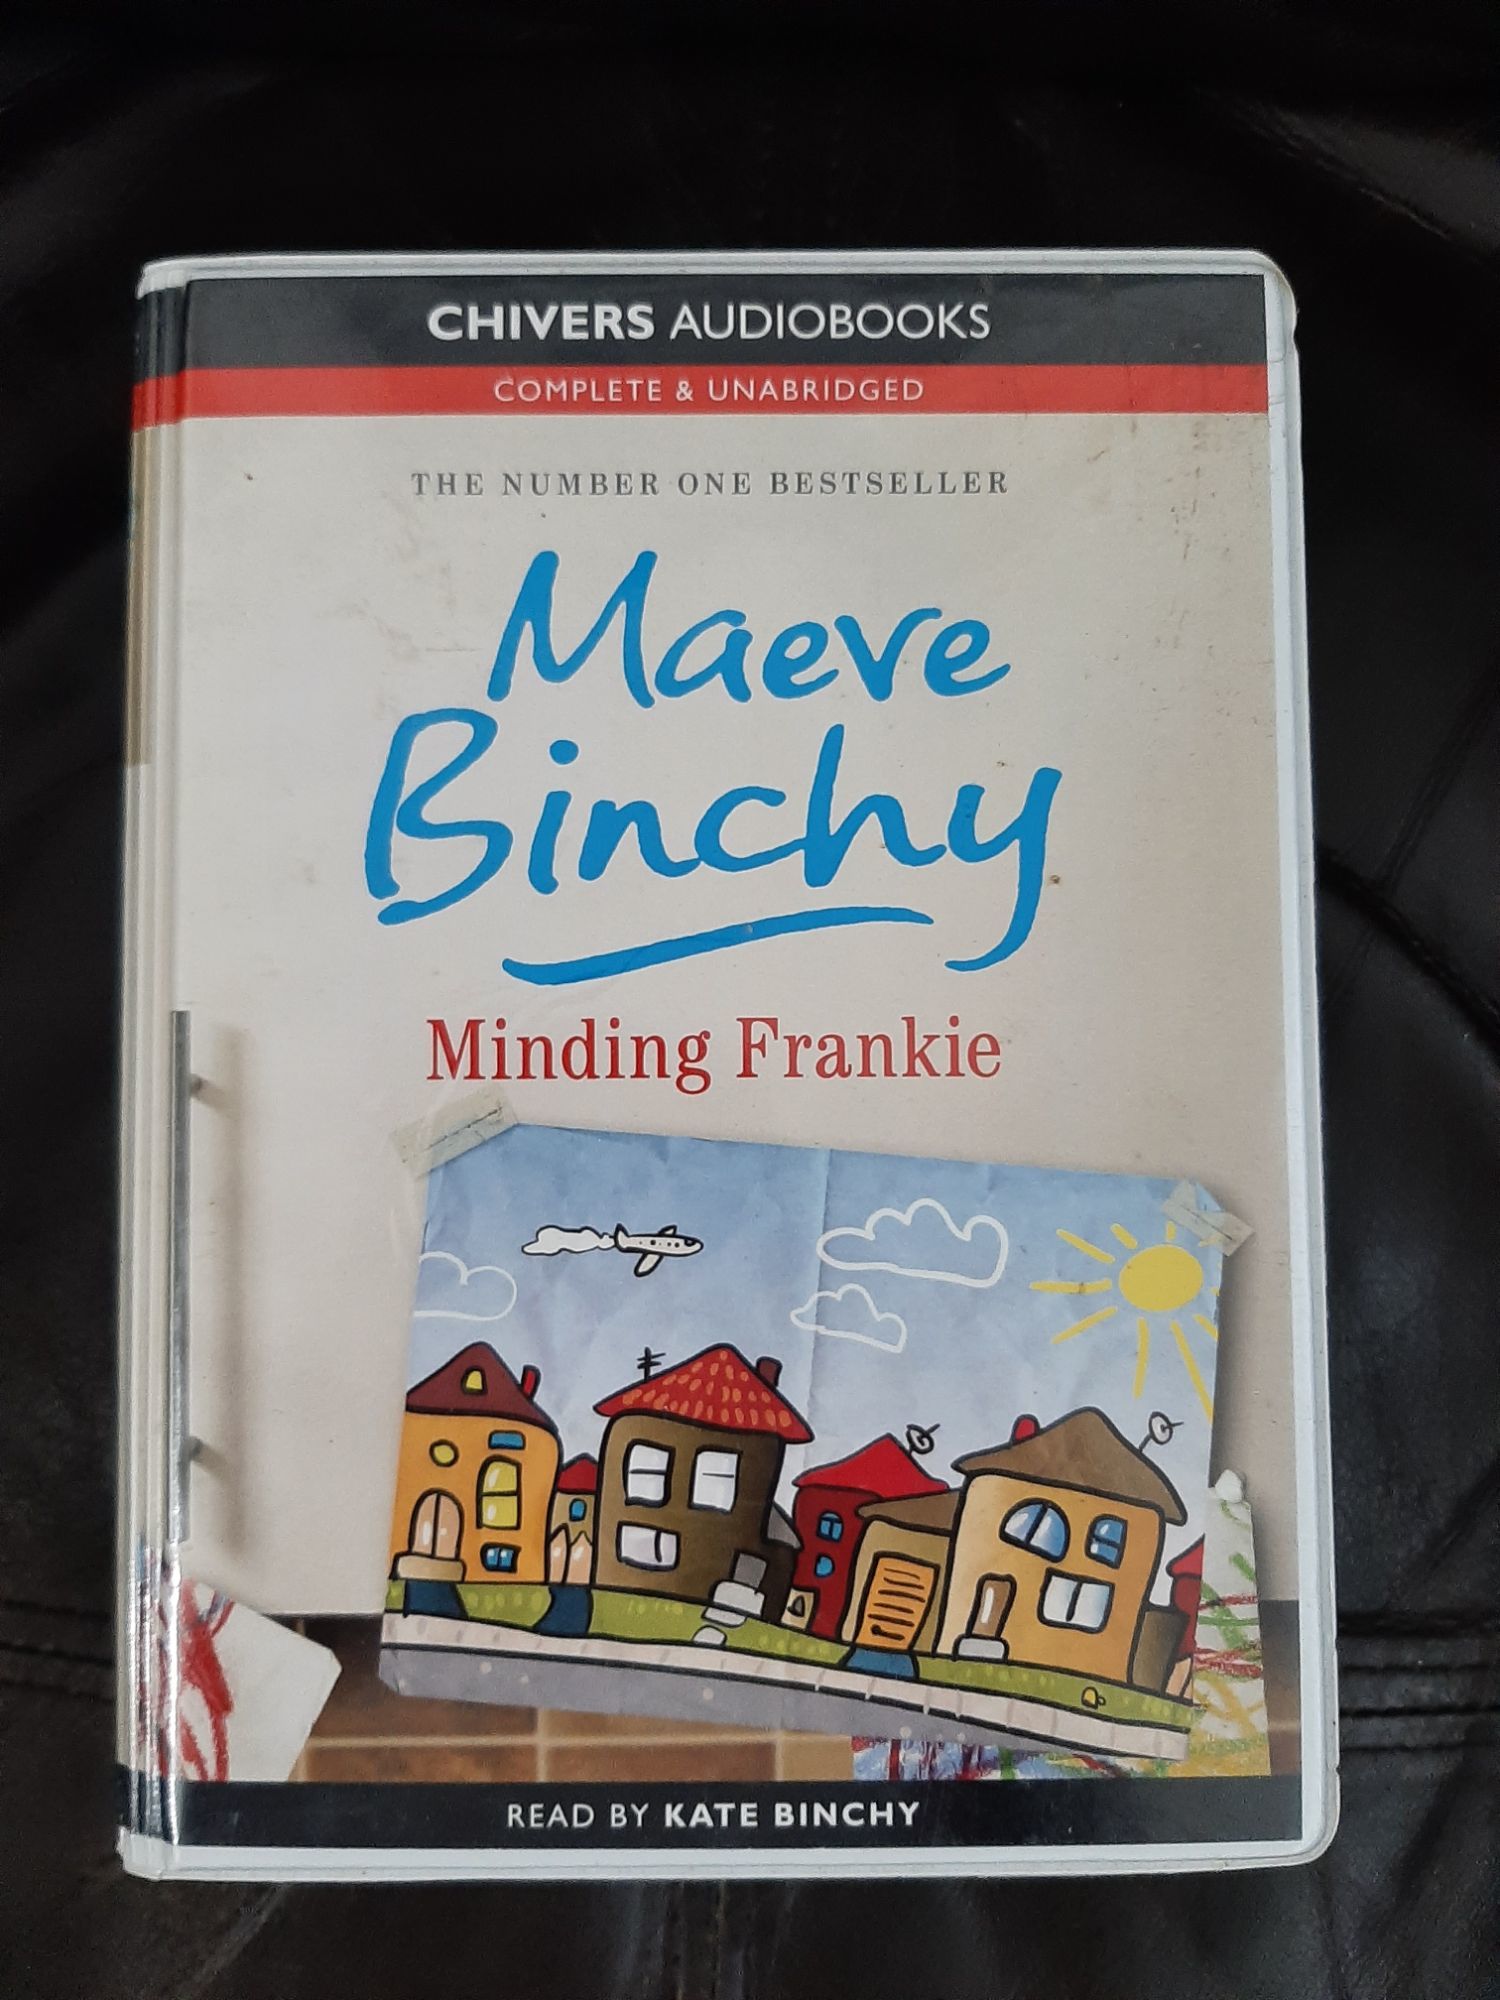 CHIVERS AUDIOBOOKS
COMPLETE & UNABRIDGED
THE NUMBER ONE BESTSELLER
Maeve
Binchy
Minding Frankie
READ BY KATE BINCHY